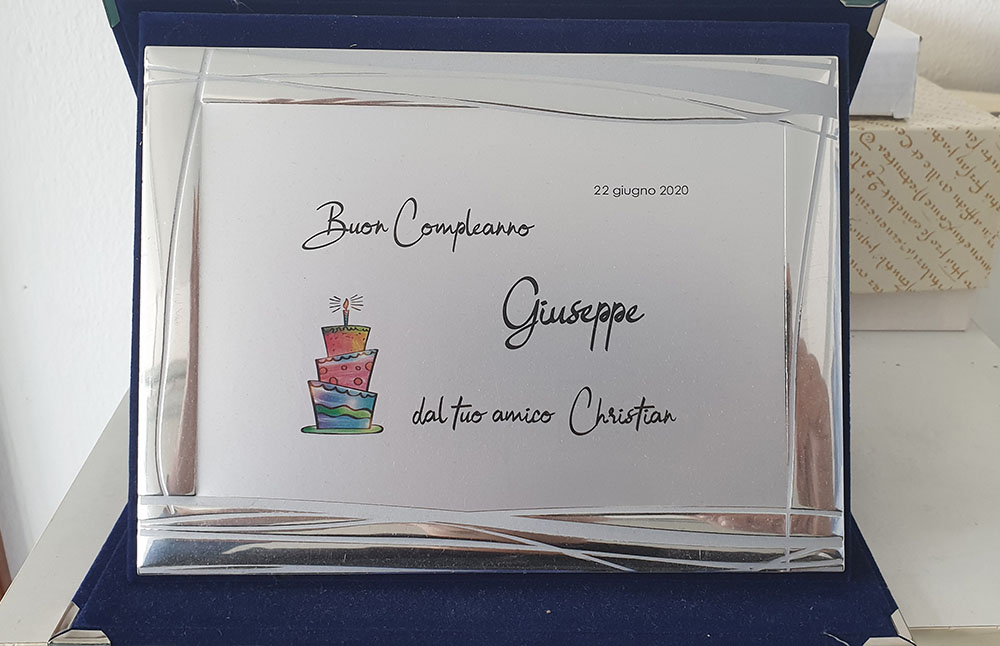 22 giugno 2020
Buon Compleanno
Giuseppe
dal tuo amico Christian